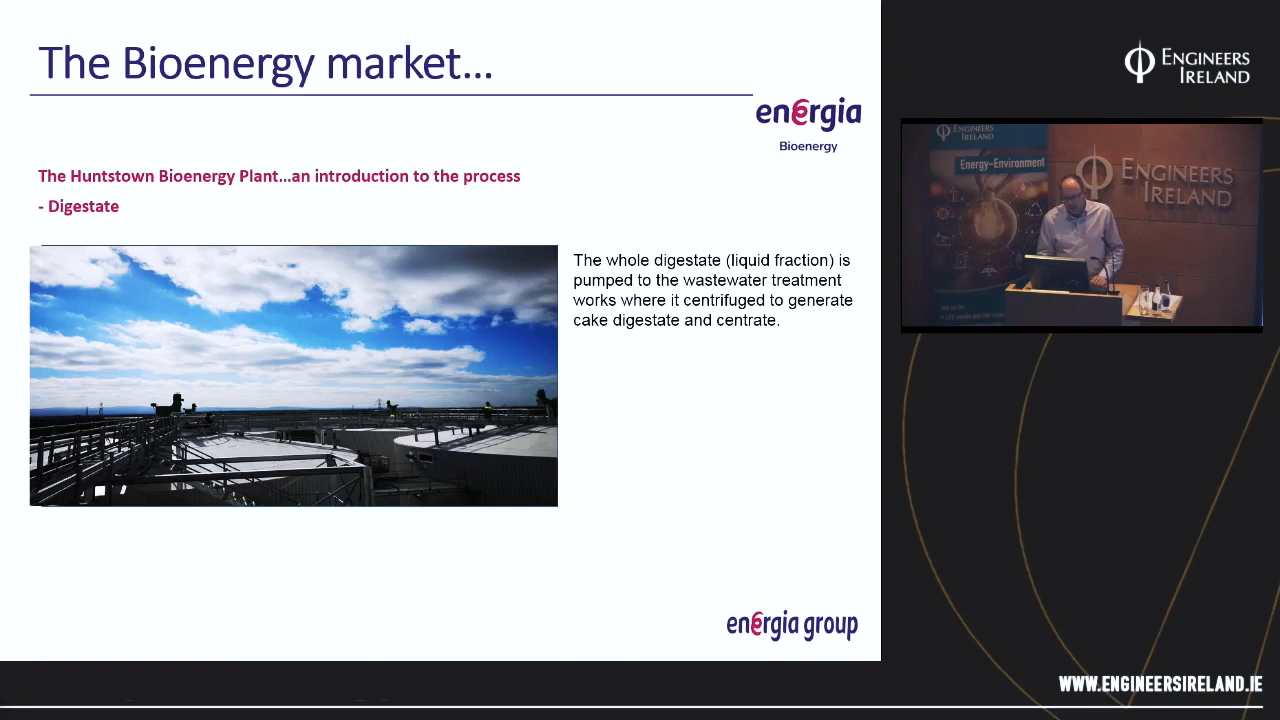 The Bioenergy market...
energia
Bioenergy
The Huntstown Bioenergy Plant...an introduction to the process
- Digestate
The whole digestate (liquid fraction) is
pumped to the wastewater treatment
works where it centrifuged to generate
cake digestate and centrate.
energia group
ENGINEERS
IRELAND
ENGINEERS
IRELAND
Energy-Environment
ENGINEERS
IRELAND
WWW.ENGINEERSIRELAND.IE